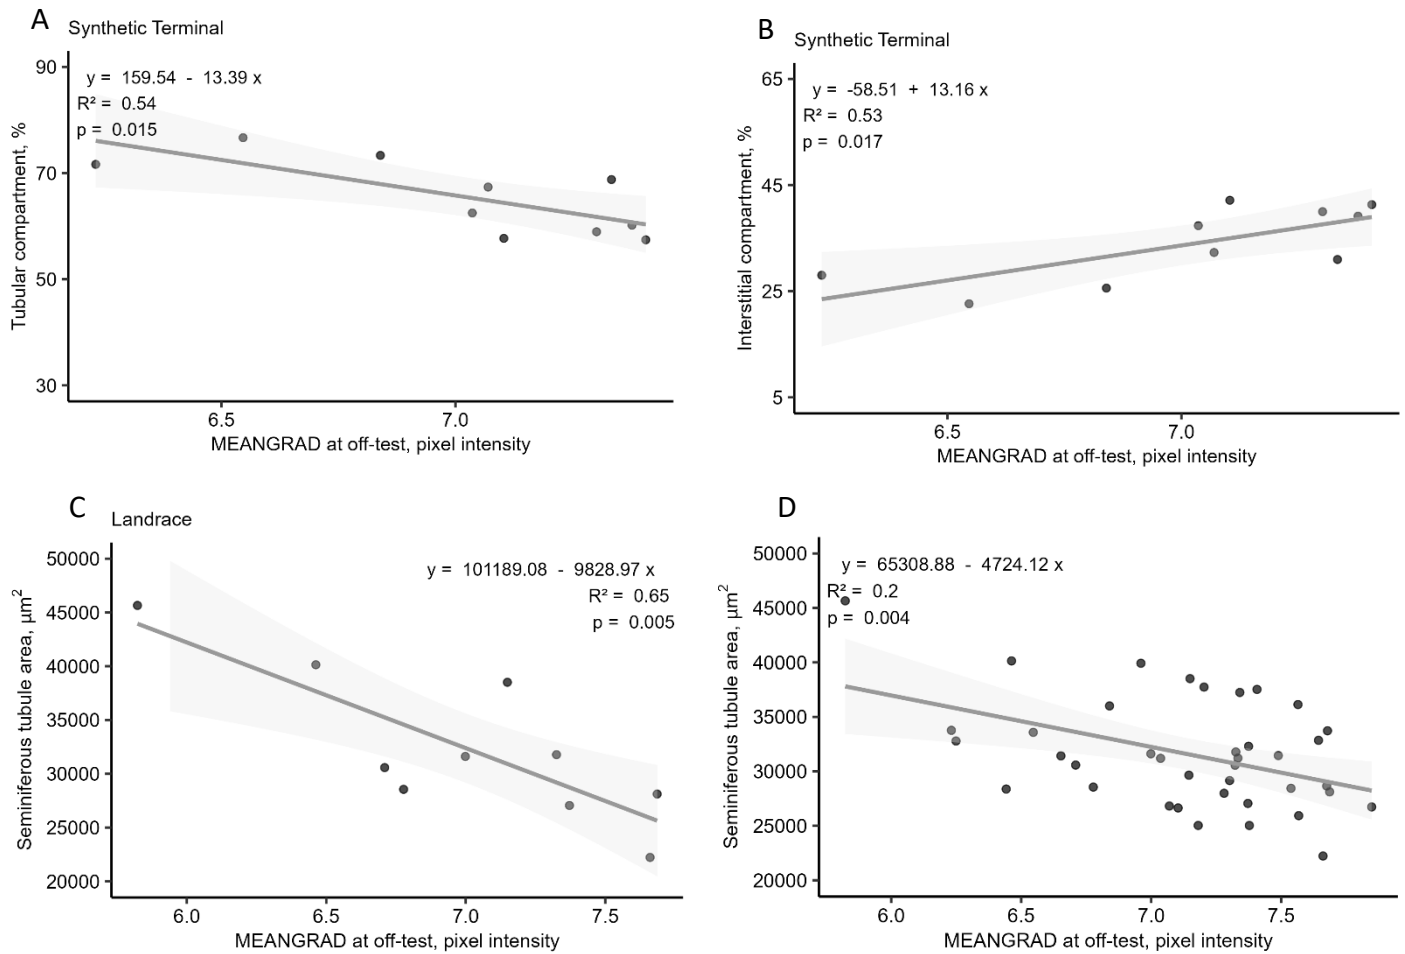 A
Synthetic Terminal
y = 159.54 - 13.39 x
R² = 0.54
p = 0.015
90
70
50
30
Tubular compartment, %
6.5 7.0
MEANGRAD at off-test, pixel intensity
B
Synthetic Terminal
y = -58.51 + 13.16 x
R² = 0.53
p = 0.017
65
45
25
5
Interstitial compartment, %
6.5 7.0
MEANGRAD at off-test, pixel intensity
C
Landrace
y = 101189.08 - 9828.97 x
R² = 0.65
p = 0.005
50000
45000
40000
35000
30000
25000
20000
Seminiferous tubule area, µm²
6.0 6.5 7.0 7.5
MEANGRAD at off-test, pixel intensity
D
y = 65308.88 - 4724.12 x
R² = 0.2
p = 0.004
50000
45000
40000
35000
30000
25000
20000
Seminiferous tubule area, µm²
6.0 6.5 7.0 7.5
MEANGRAD at off-test, pixel intensity